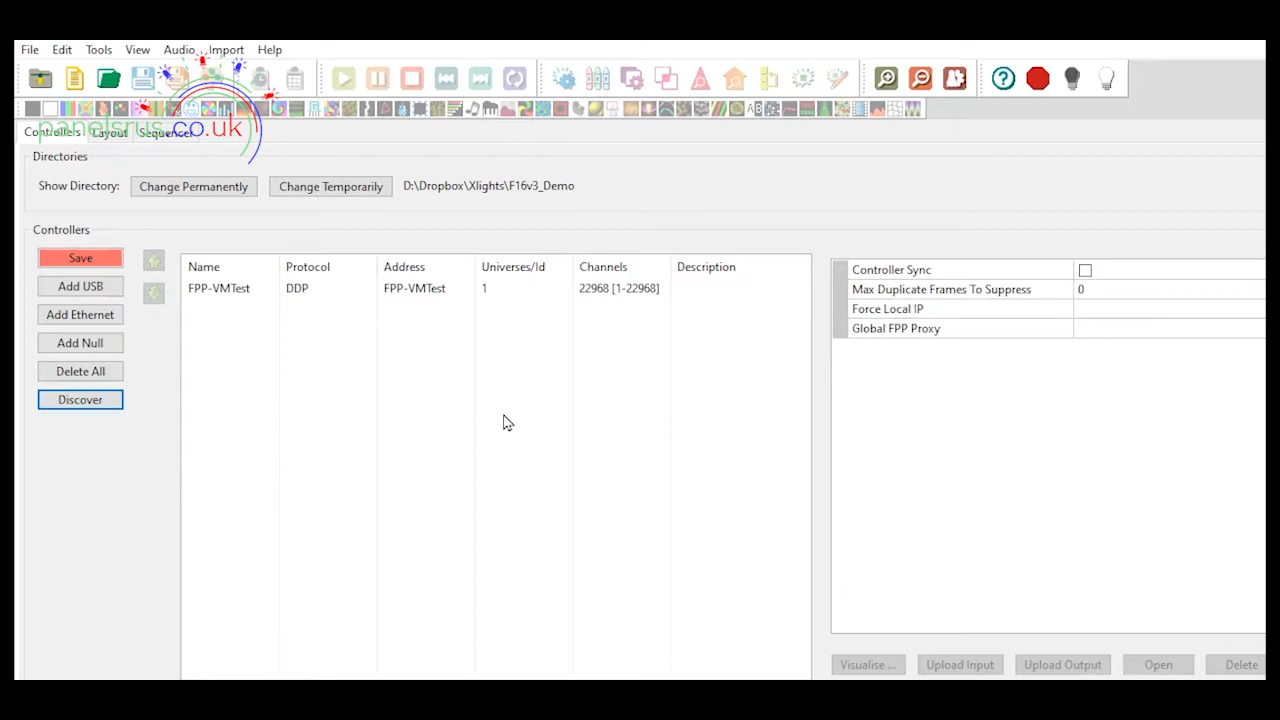 File Edit Tools View Audio Import Help
panelsrus.co.uk
Controllers Layout Sequencer
Directories
Show Directory: Change Permanently Change Temporarily D:\Dropbox\Xlights\F16v3_Demo
Controllers
Save
Add USB
Add Ethernet
Add Null
Delete All
Discover
Name Protocol Address Universes/Id Channels Description
FPP-VMTest DDP FPP-VMTest 1 22968 [1-22968]
Controller Sync
Max Duplicate Frames To Suppress 0
Force Local IP
Global FPP Proxy
Visualise ... Upload Input Upload Output Open Delete